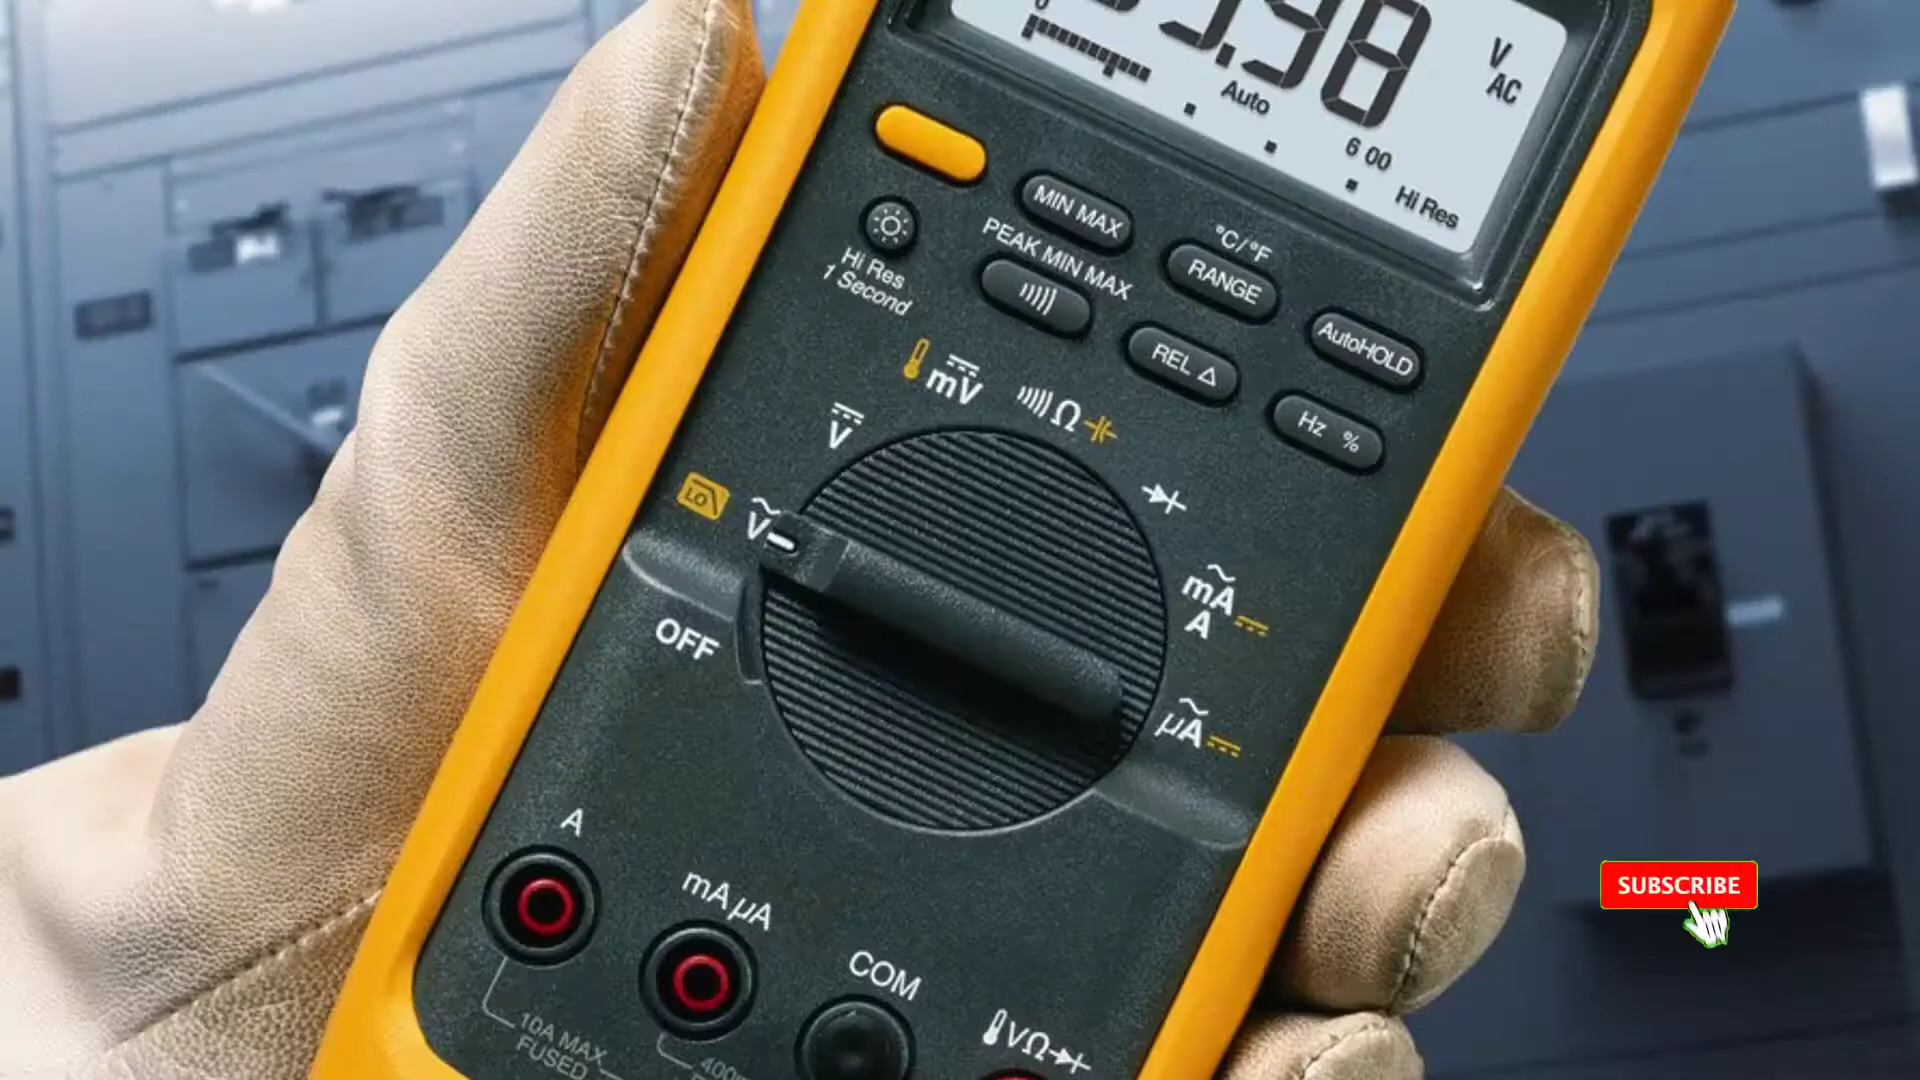 V
AC
Auto
6 00
Hi Res
MIN MAX
PEAK MIN MAX
°C/°F
RANGE
Hi Res
1 Second
REL Δ
AutoHOLD
Hz %
mV
Ω
V
LO
V
OFF
mA
A
µA
A
mA µA
COM
VΩ
10A MAX
FUSED
SUBSCRIBE